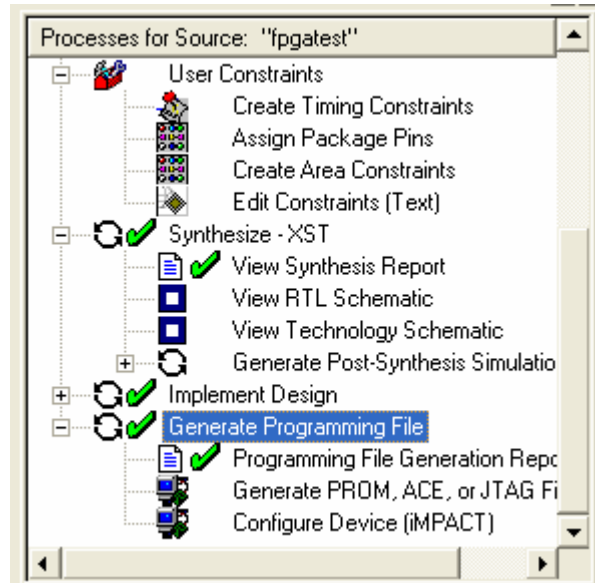 Processes for Source: "fpgatest"
User Constraints
Create Timing Constraints
Assign Package Pins
Create Area Constraints
Edit Constraints (Text)
Synthesize - XST
View Synthesis Report
View RTL Schematic
View Technology Schematic
Generate Post-Synthesis Simulatio
Implement Design
Generate Programming File
Programming File Generation Repo
Generate PROM, ACE, or JTAG Fi
Configure Device (iMPACT)